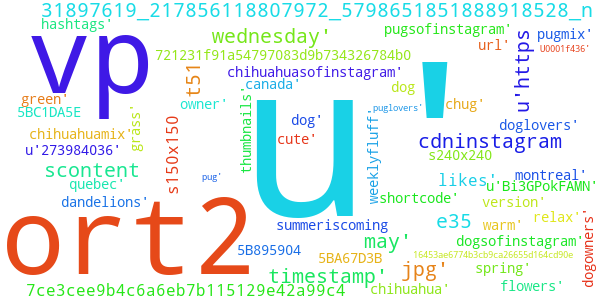 31897619_217856118807972_5798651851888918528_n
hashtags'
vp
wednesday'
pugsofinstagram'
pugmix'
url'
U0001f436'
721231f91a54797083d9b734326784b0
t51
u'https
chihuahuasofinstagram'
canada'
dog
green'
5BC1DA5E
owner'
thumbnails'
puglovers'
chug'
u'
dog'
doglovers'
chihuahuamix'
grass'
s150x150
cute'
weeklyfluff'
cdninstagram
u'273984036'
s240x240
scontent
pug'
likes'
montreal'
quebec'
u'Bi3GPokFAMN'
dandelions'
shortcode'
version'
ort2
summeriscoming
e35
warm'
relax'
dogowners'
may'
dogsofinstagram'
5B895904
5BA67D3B
16453ae6774b3cb9ca26655d164cd90e
timestamp'
jpg'
spring'
7ce3cee9b4c6a6eb7b115129e42a99c4
chihuahua'
flowers'